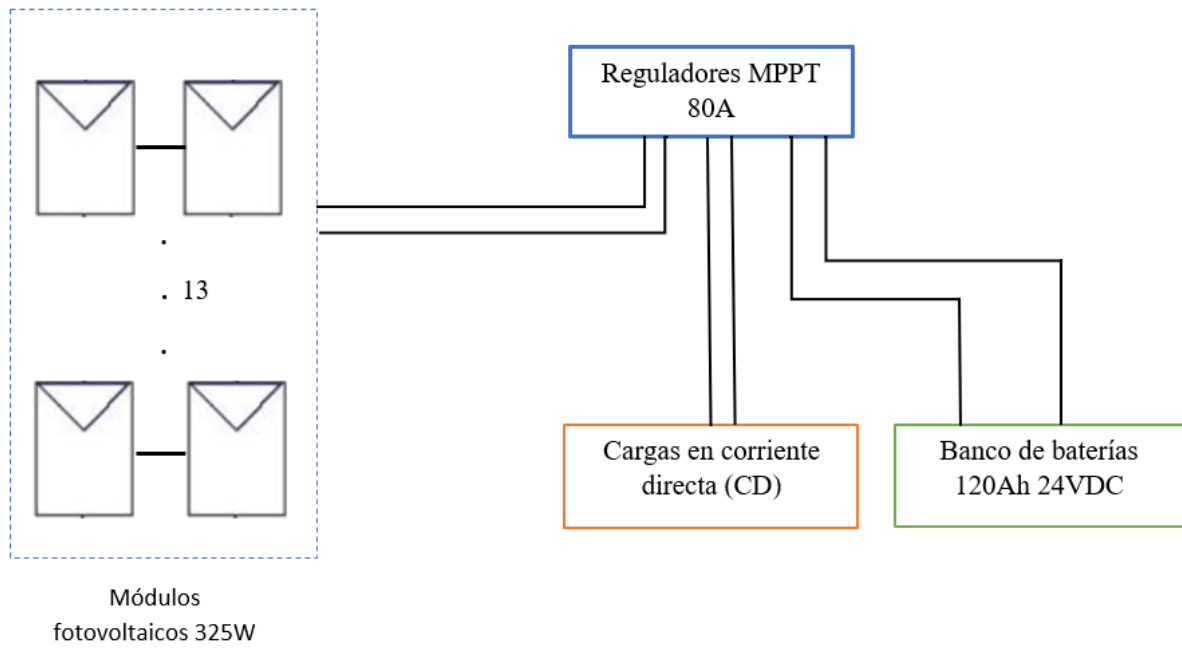 Reguladores MPPT
80A
. 13
Cargas en corriente
directa (CD)
Banco de baterías
120Ah 24VDC
Módulos
fotovoltaicos 325W